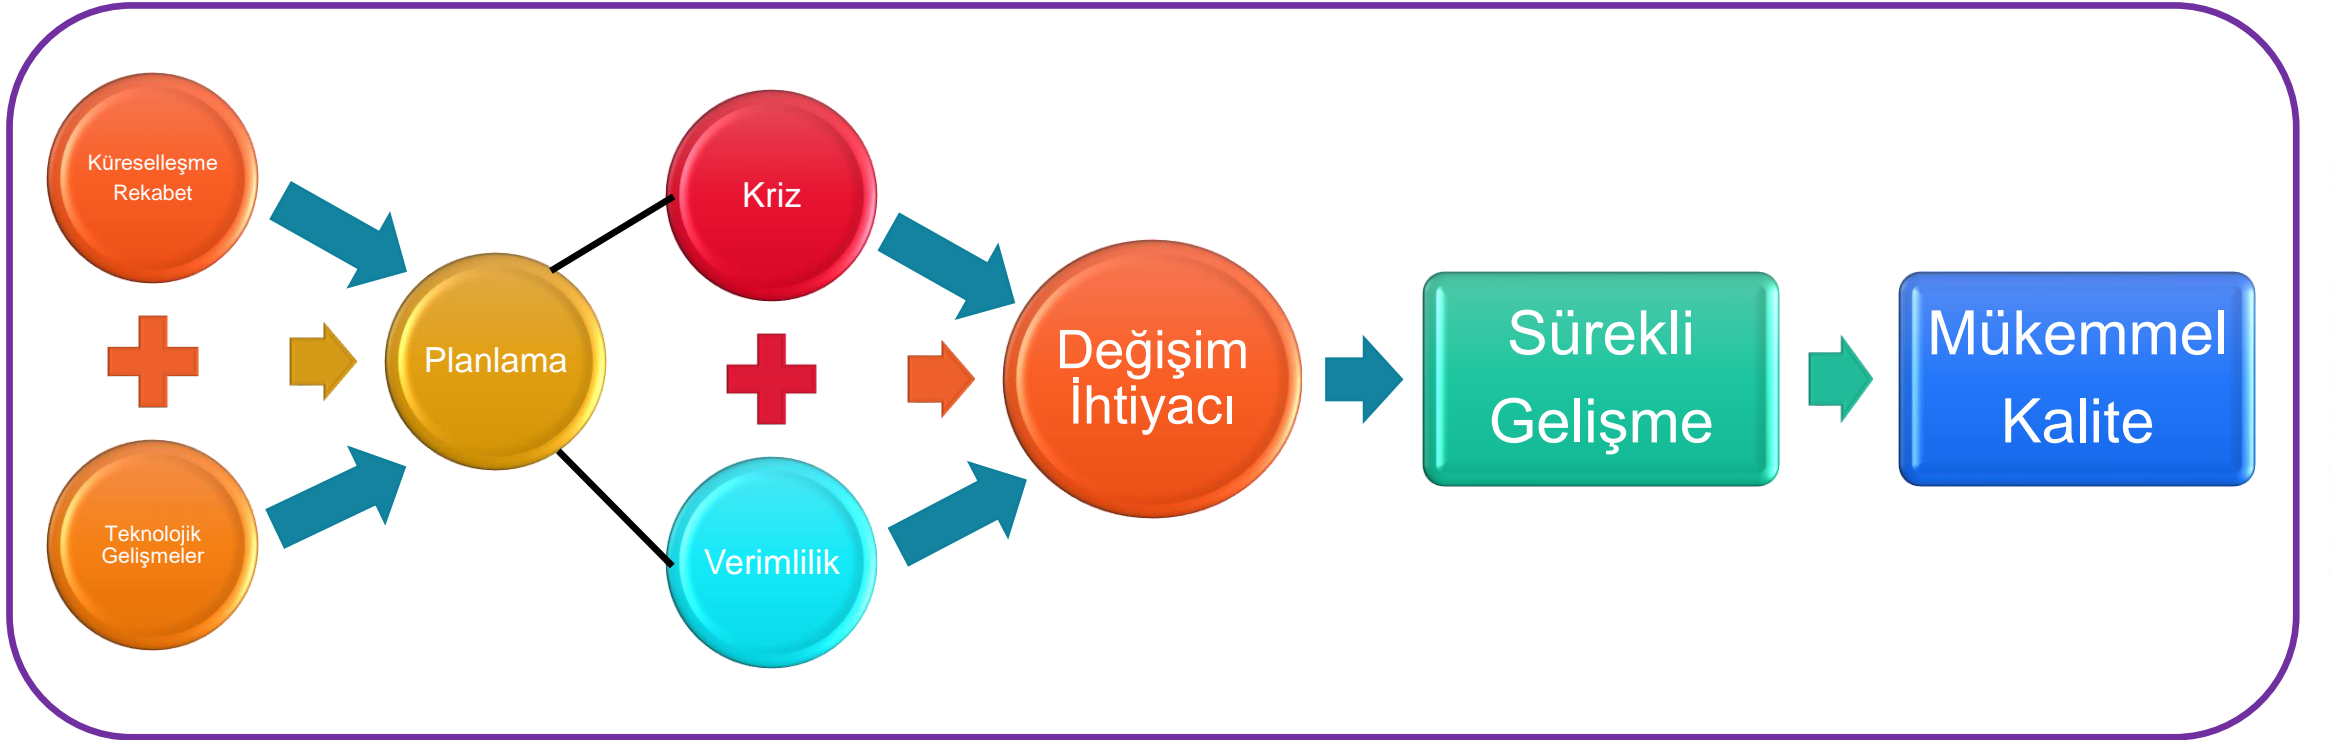 Küreselleşme
Rekabet
Teknolojik
Gelişmeler
Planlama
Kriz
Verimlilik
Değişim
İhtiyacı
Sürekli
Gelişme
Mükemmel
Kalite